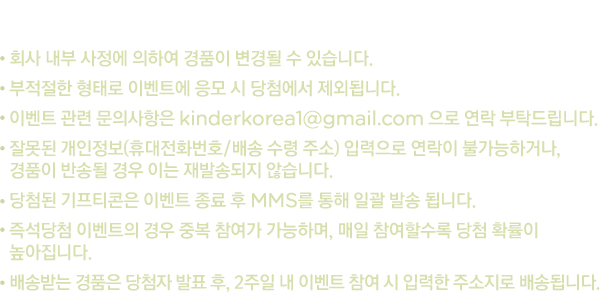 • 회사 내부 사정에 의하여 경품이 변경될 수 있습니다.
• 부적절한 형태로 이벤트에 응모 시 당첨에서 제외됩니다.
• 이벤트 관련 문의사항은 kinderkorea1@gmail.com 으로 연락 부탁드립니다.
• 잘못된 개인정보(휴대전화번호/배송 수령 주소) 입력으로 연락이 불가능하거나,
경품이 반송될 경우 이는 재발송되지 않습니다.
• 당첨된 기프티콘은 이벤트 종료 후 MMS를 통해 일괄 발송 됩니다.
• 즉석당첨 이벤트의 경우 중복 참여가 가능하며, 매일 참여할수록 당첨 확률이
높아집니다.
• 배송받는 경품은 당첨자 발표 후, 2주일 내 이벤트 참여 시 입력한 주소지로 배송됩니다.